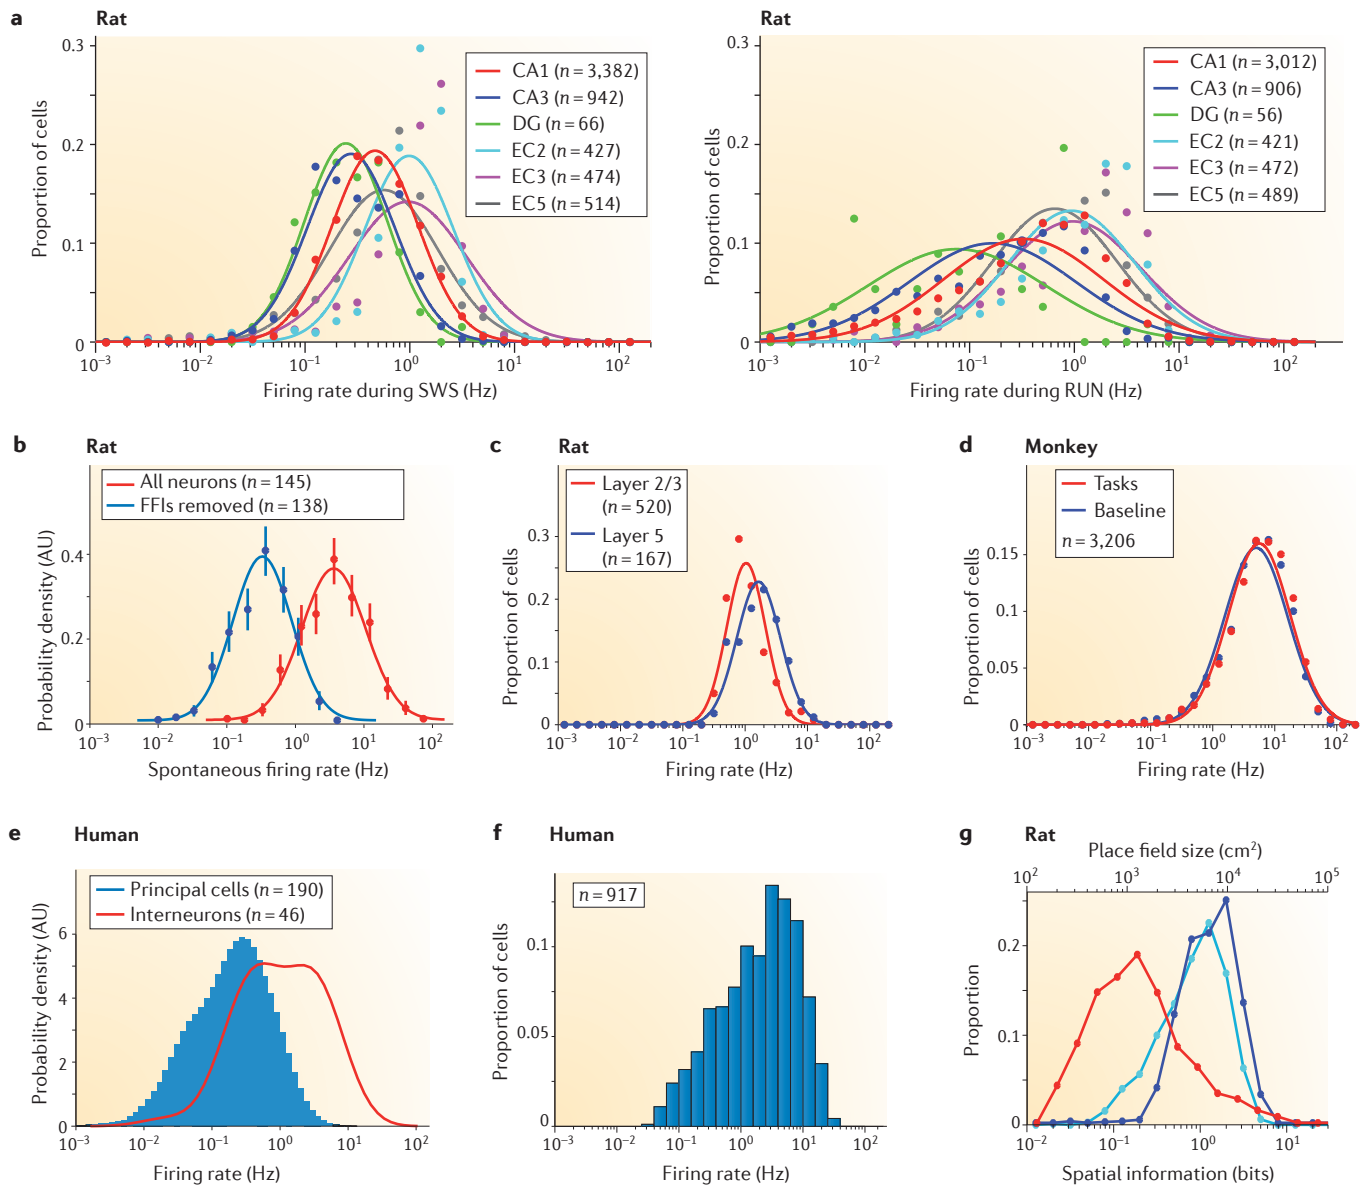 a
Rat
0.3
0.2
0.1
0
Proportion of cells
CA1 (n = 3,382)
CA3 (n = 942)
DG (n = 66)
EC2 (n = 427)
EC3 (n = 474)
EC5 (n = 514)
10⁻³ 10⁻² 10⁻¹ 10⁰ 10¹ 10²
Firing rate during SWS (Hz)
Rat
0.3
0.2
0.1
0
Proportion of cells
CA1 (n = 3,012)
CA3 (n = 906)
DG (n = 56)
EC2 (n = 421)
EC3 (n = 472)
EC5 (n = 489)
10⁻³ 10⁻² 10⁻¹ 10⁰ 10¹ 10²
Firing rate during RUN (Hz)
b
Rat
All neurons (n = 145)
FFIs removed (n = 138)
0.4
0.2
0
Probability density (AU)
10⁻³ 10⁻² 10⁻¹ 10⁰ 10¹ 10²
Spontaneous firing rate (Hz)
c
Rat
Layer 2/3
(n = 520)
Layer 5
(n = 167)
0.3
0.2
0.1
0
Proportion of cells
10⁻³ 10⁻² 10⁻¹ 10⁰ 10¹ 10²
Firing rate (Hz)
d
Monkey
Tasks
Baseline
n = 3,206
0.15
0.1
0.05
0
Proportion of cells
10⁻³ 10⁻² 10⁻¹ 10⁰ 10¹ 10²
Firing rate (Hz)
e
Human
Principal cells (n = 190)
Interneurons (n = 46)
6
4
2
0
Probability density (AU)
10⁻³ 10⁻² 10⁻¹ 10⁰ 10¹ 10²
Firing rate (Hz)
f
Human
n = 917
0.1
0.05
0
Proportion of cells
10⁻³ 10⁻² 10⁻¹ 10⁰ 10¹ 10²
Firing rate (Hz)
g
Rat
Place field size (cm²)
10² 10³ 10⁴ 10⁵
0.2
0.1
0
Proportion
10⁻² 10⁻¹ 10⁰ 10¹
Spatial information (bits)